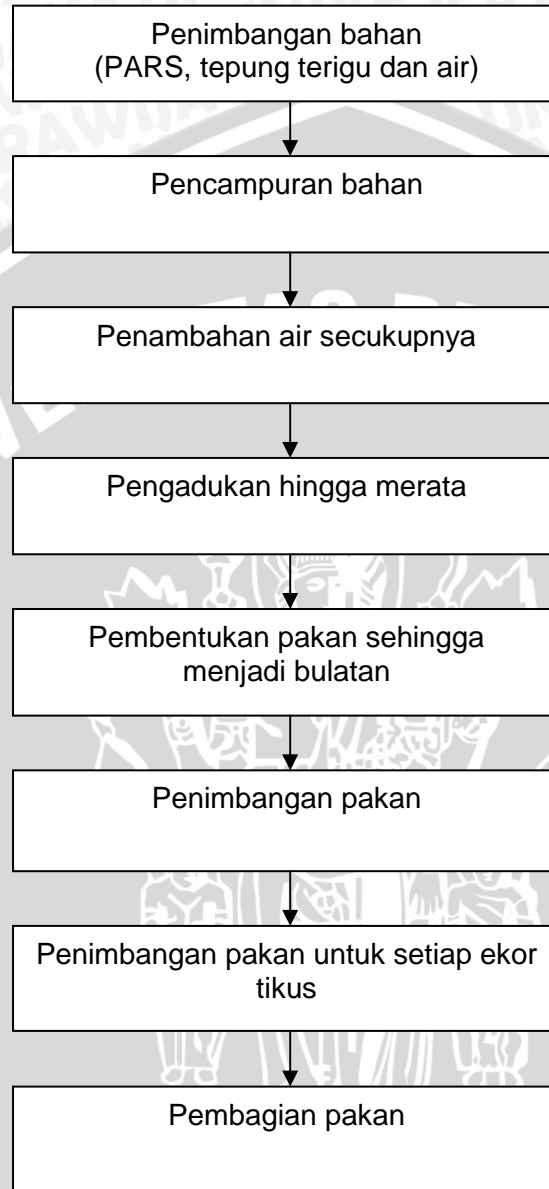 Penimbangan bahan
(PARS, tepung terigu dan air)
Pencampuran bahan
Penambahan air secukupnya
Pengadukan hingga merata
Pembentukan pakan sehingga
menjadi bulatan
Penimbangan pakan
Penimbangan pakan untuk setiap ekor
tikus
Pembagian pakan